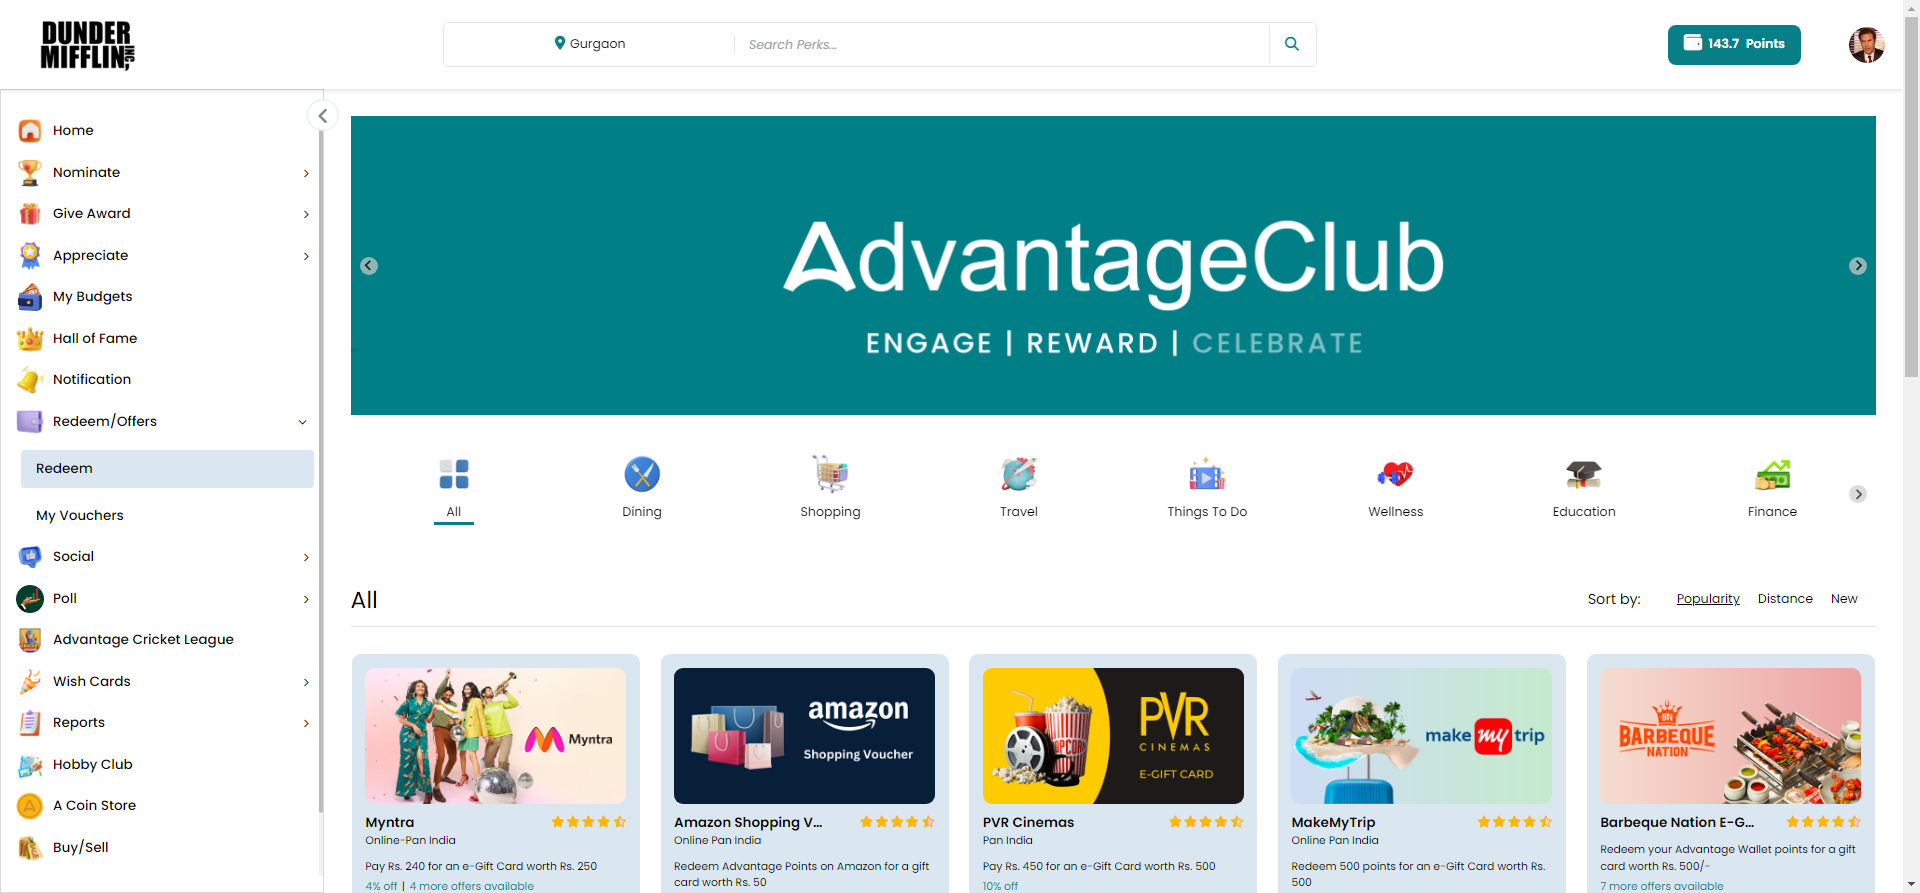 DUNDER
MIFFLIN INC,
Gurgaon
Search Perks...
143.7 Points
Home
Nominate
Give Award
Appreciate
My Budgets
Hall of Fame
Notification
Redeem/Offers
Redeem
My Vouchers
Social
Poll
Advantage Cricket League
Wish Cards
Reports
Hobby Club
A Coin Store
Buy/Sell
AdvantageClub
ENGAGE | REWARD | CELEBRATE
All
Dining
Shopping
Travel
Things To Do
Wellness
Education
Finance
All
Sort by:
Popularity
Distance
New
Myntra
Myntra
Online-Pan India
Pay Rs. 240 for an e-Gift Card worth Rs. 250
4% off | 4 more offers available
amazon
Shopping Voucher
Amazon Shopping V...
Online Pan India
Redeem Advantage Points on Amazon for a gift
card worth Rs. 50
POPCORN
PVR
CINEMAS
E-GIFT CARD
PVR Cinemas
Pan India
Pay Rs. 450 for an e-Gift Card worth Rs. 500
10% off
make my trip
MakeMyTrip
Online Pan India
Redeem 500 points for an e-Gift Card worth Rs.
500
BN
BARBEQUE
NATION
Barbeque Nation E-G...
Redeem your Advantage Wallet points for a gift
card worth Rs. 500/-
7 more offers available